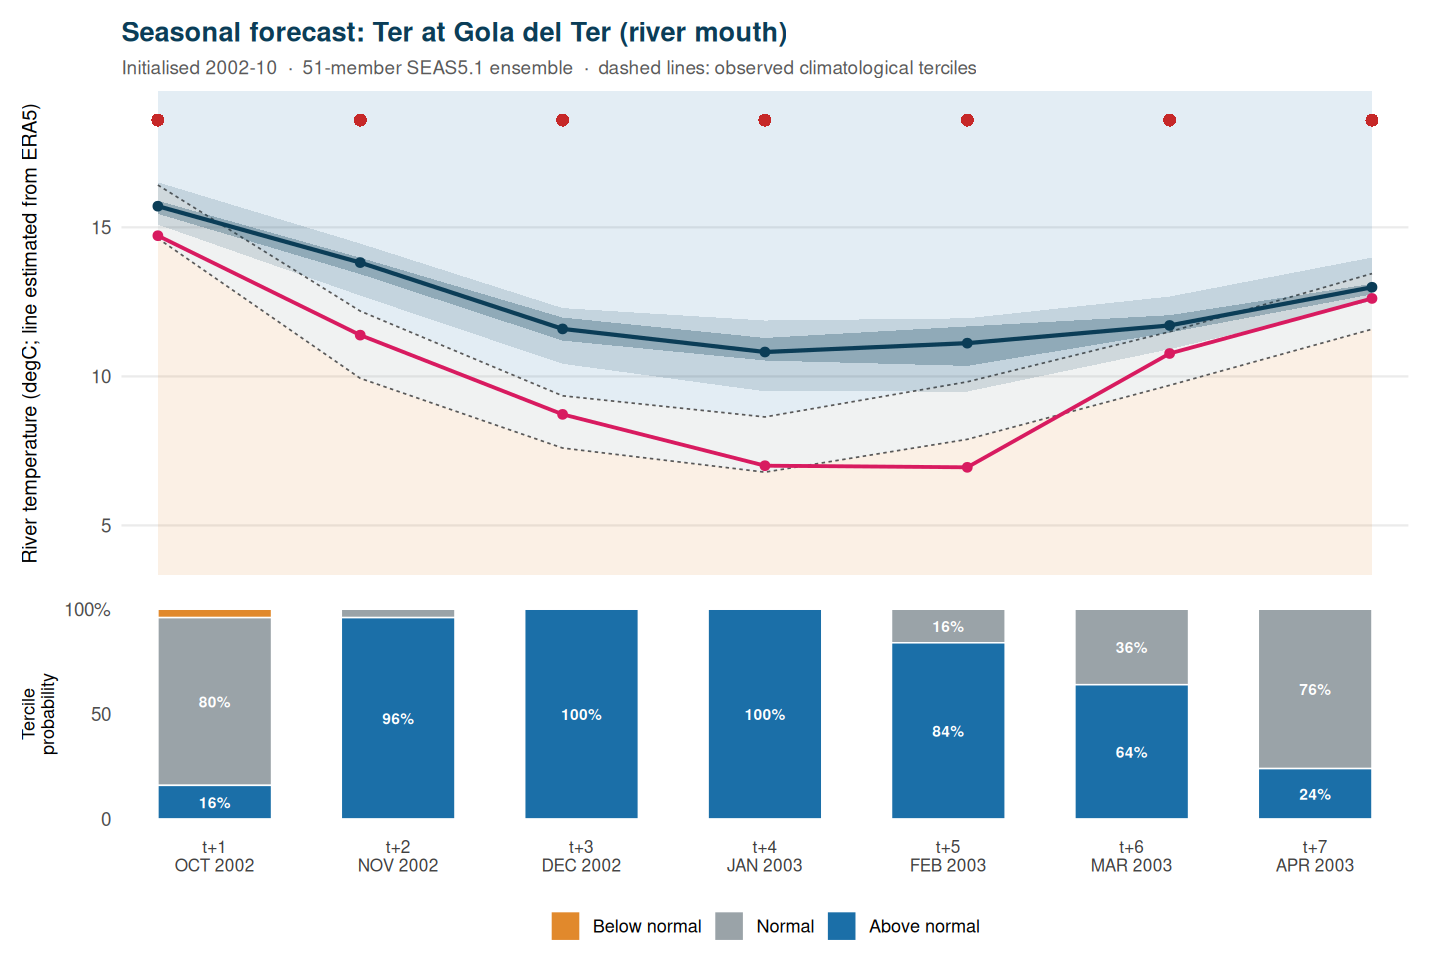 Seasonal forecast: Ter at Gola del Ter (river mouth)
Initialised 2002-10 · 51-member SEAS5.1 ensemble · dashed lines: observed climatological terciles
River temperature (degC; line estimated from ERA5)
15
10
5
Tercile
probability
100%
50
0
80%
16%
96%
100%
100%
16%
84%
36%
64%
76%
24%
t+1
OCT 2002
t+2
NOV 2002
t+3
DEC 2002
t+4
JAN 2003
t+5
FEB 2003
t+6
MAR 2003
t+7
APR 2003
Below normal
Normal
Above normal